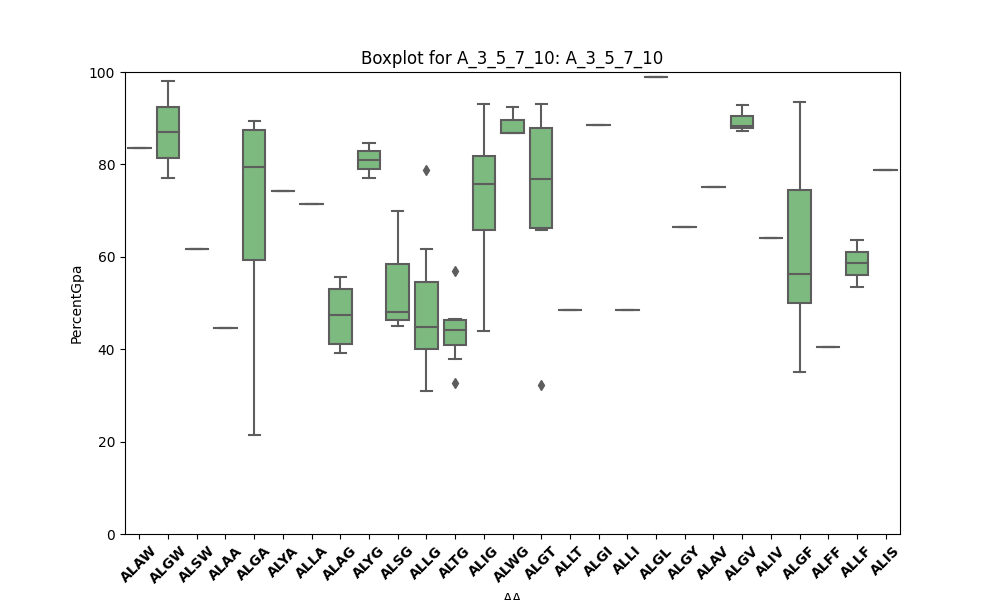 Boxplot for A_3_5_7_10: A_3_5_7_10
PercentGpa
100
80
60
40
20
0
ALAW ALGW ALSW ALAA ALGA ALYA ALLA ALAG ALYG ALSG ALLG ALTG ALIG ALWG ALGT ALLT ALGI ALLI ALGL ALGY ALAV ALGV ALIV ALGF ALFF ALLF ALIS
AA